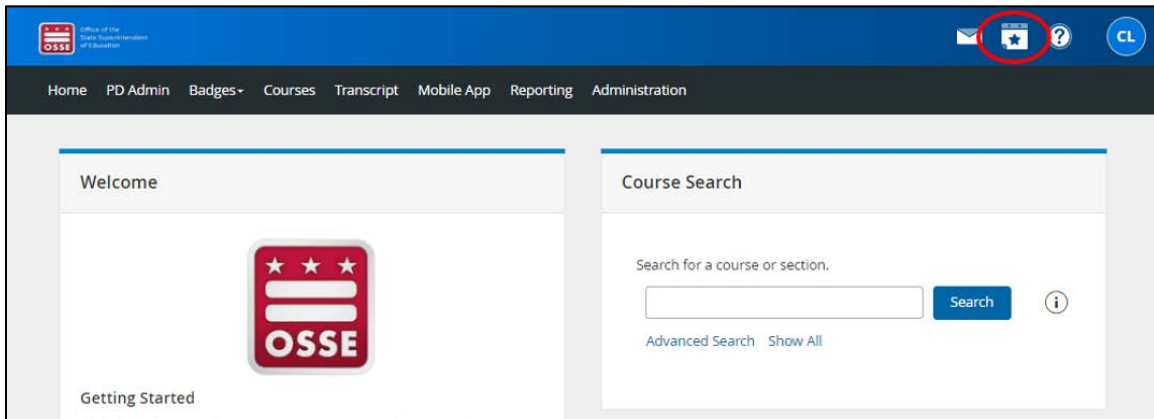 Office of the
State Superintendent
of Education
OSSE
CL
Home PD Admin Badges Courses Transcript Mobile App Reporting Administration
Welcome
OSSE
Getting Started
Course Search
Search for a course or section.
Search
Advanced Search Show All